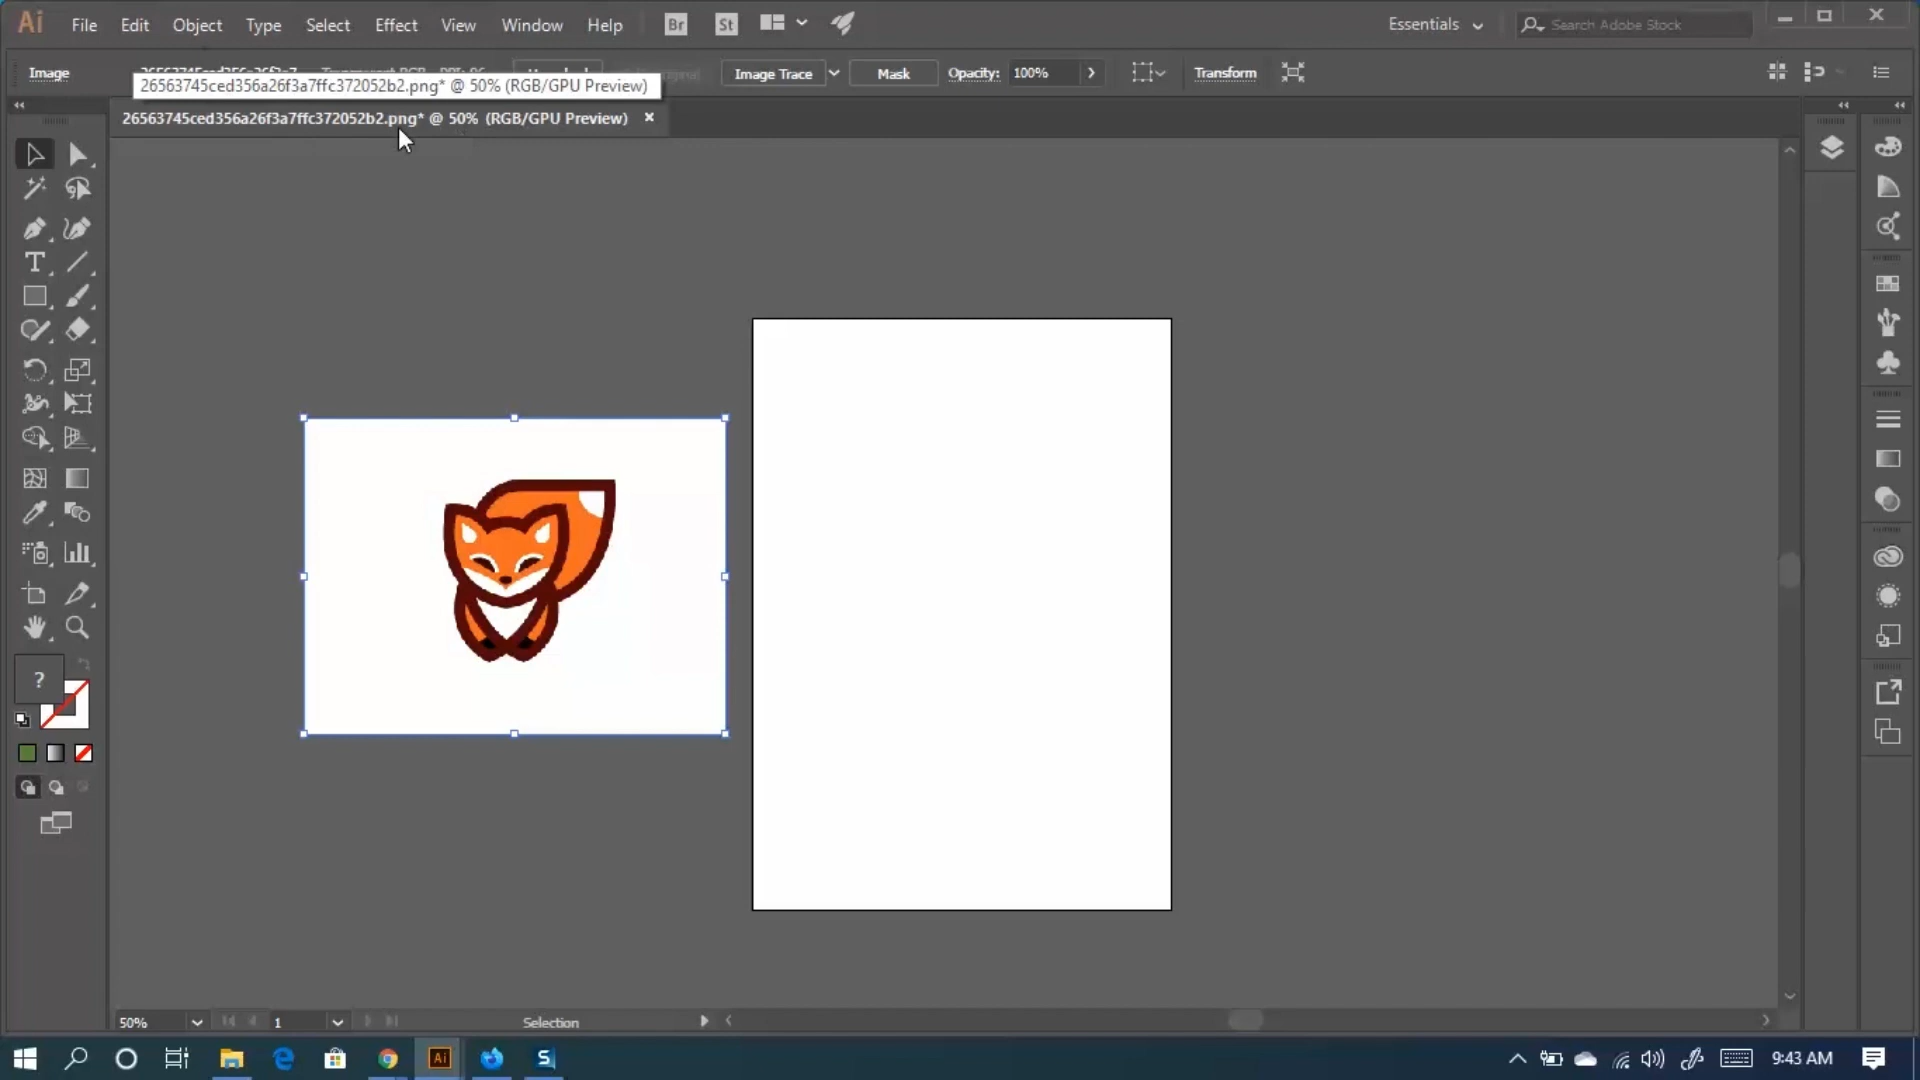 Ai File Edit Object Type Select Effect View Window Help Br St Essentials Search Adobe Stock
Image Image Trace Mask Opacity: 100% Transform
26563745ced356a26f3a7ffc372052b2.png* @ 50% (RGB/GPU Preview)
26563745ced356a26f3a7ffc372052b2.png* @ 50% (RGB/GPU Preview) ×
T
?
50% 1 Selection
Ai S 9:43 AM